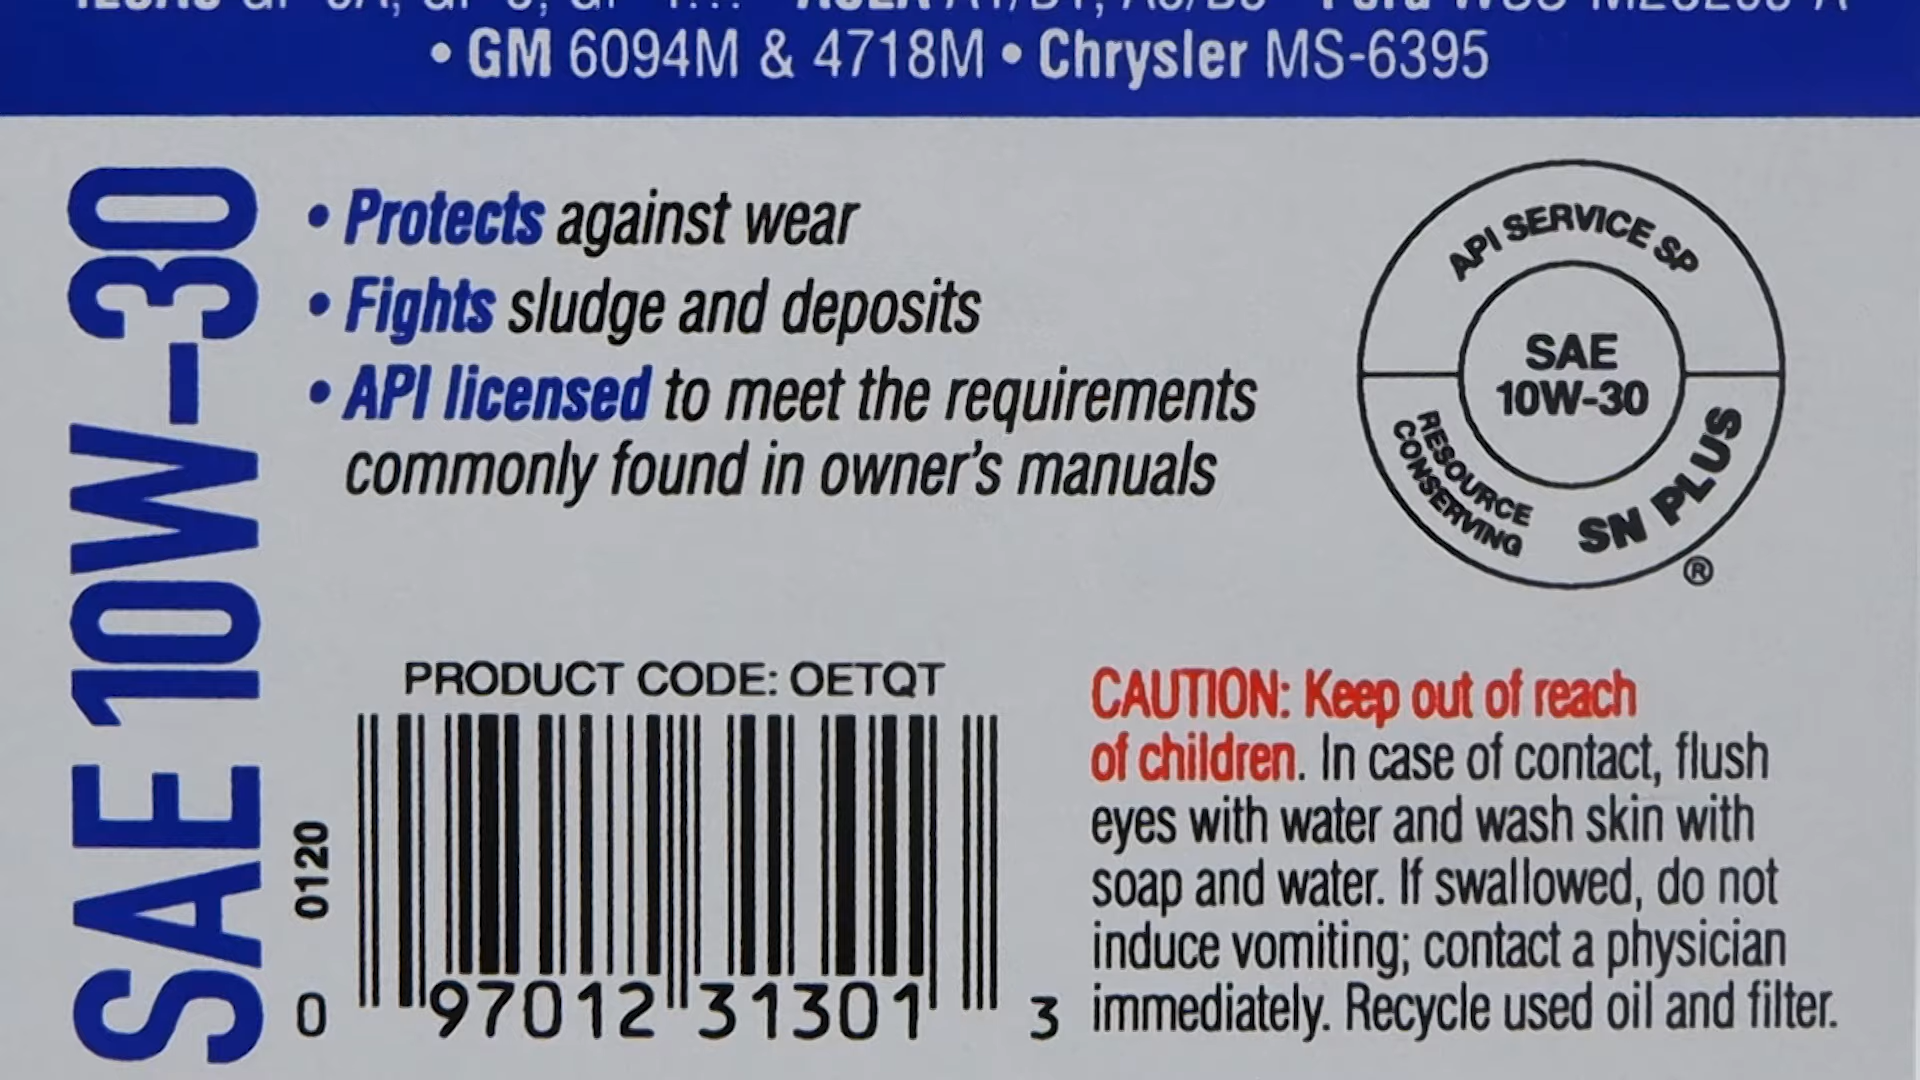 • GM 6094M & 4718M • Chrysler MS-6395
SAE 10W-30
• Protects against wear
• Fights sludge and deposits
• API licensed to meet the requirements
commonly found in owner's manuals
API SERVICE SP
SAE
10W-30
RESOURCE
CONSERVING
SN PLUS
®
PRODUCT CODE: OETQT
0120
0 97012 31301 3
CAUTION: Keep out of reach
of children. In case of contact, flush
eyes with water and wash skin with
soap and water. If swallowed, do not
induce vomiting; contact a physician
immediately. Recycle used oil and filter.